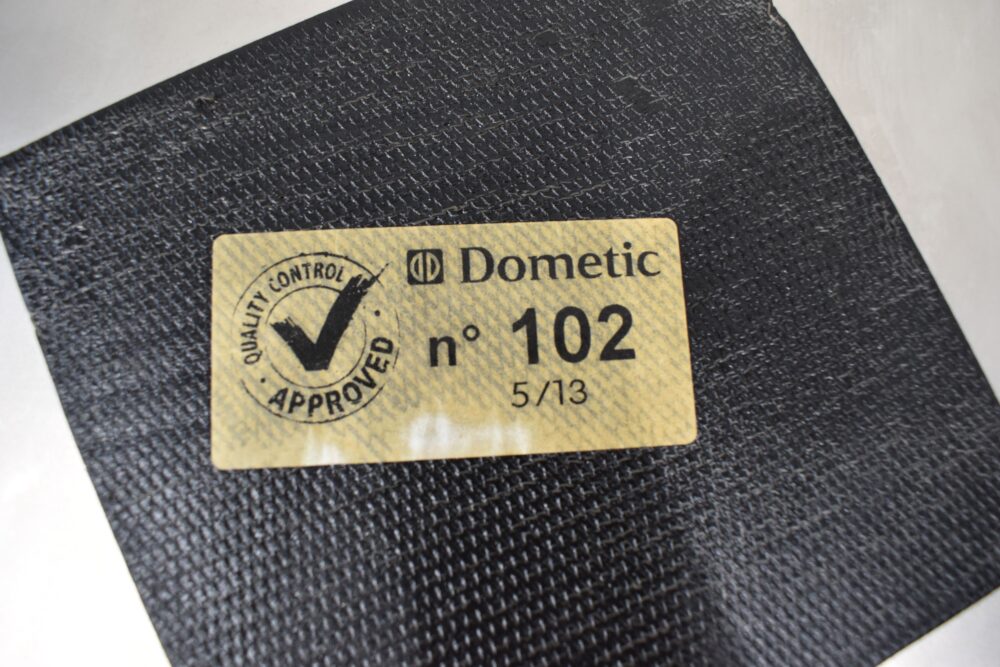 QUALITY CONTROL
APPROVED
Dometic
n° 102
5/13